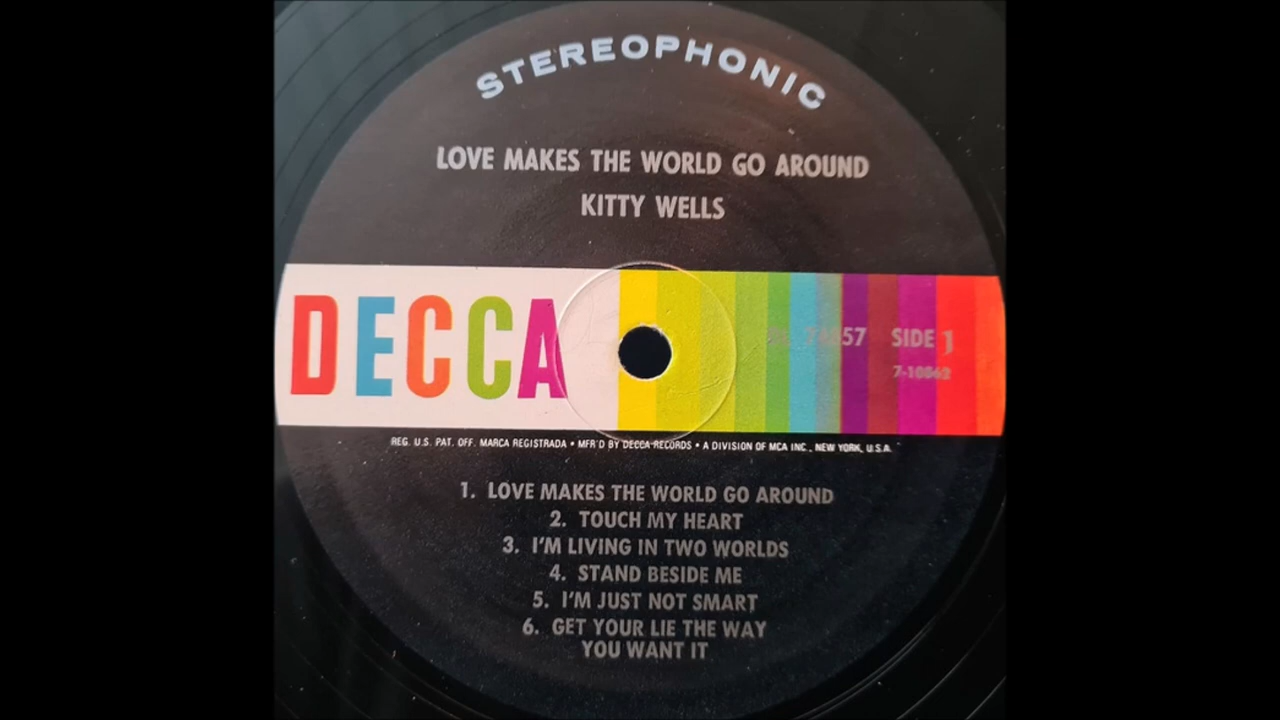 STEREOPHONIC
LOVE MAKES THE WORLD GO AROUND
KITTY WELLS
DECCA
SIDE 1
7-10862
REG. U.S. PAT. OFF. MARCA REGISTRADA • MFR'D BY DECCA RECORDS • A DIVISION OF MCA INC., NEW YORK, U.S.A.
1. LOVE MAKES THE WORLD GO AROUND
2. TOUCH MY HEART
3. I'M LIVING IN TWO WORLDS
4. STAND BESIDE ME
5. I'M JUST NOT SMART
6. GET YOUR LIE THE WAY
YOU WANT IT